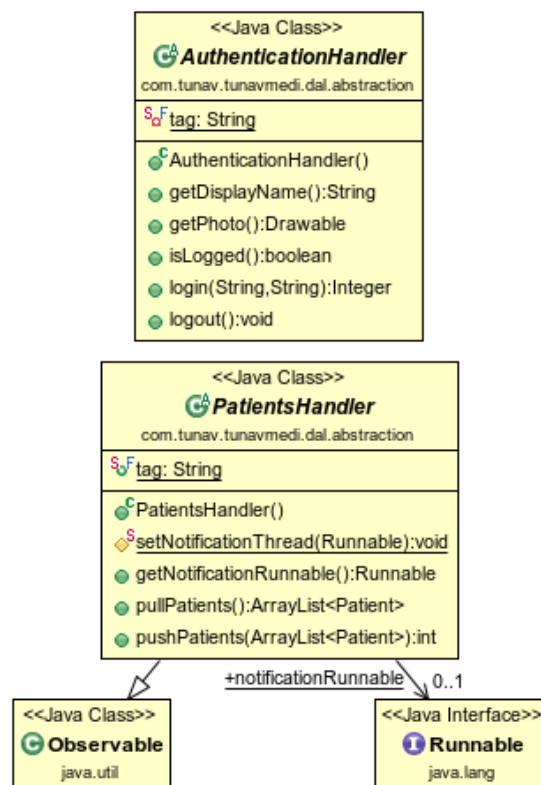 <<Java Class>>
AuthenticationHandler
com.tunav.tunavmedi.dal.abstraction
tag: String
AuthenticationHandler()
getDisplayName():String
getPhoto():Drawable
isLogged():boolean
login(String,String):Integer
logout():void
<<Java Class>>
PatientsHandler
com.tunav.tunavmedi.dal.abstraction
tag: String
PatientsHandler()
setNotificationThread(Runnable):void
getNotificationRunnable():Runnable
pullPatients():ArrayList<Patient>
pushPatients(ArrayList<Patient>):int
+notificationRunnable 0..1
<<Java Class>>
Observable
java.util
<<Java Interface>>
Runnable
java.lang